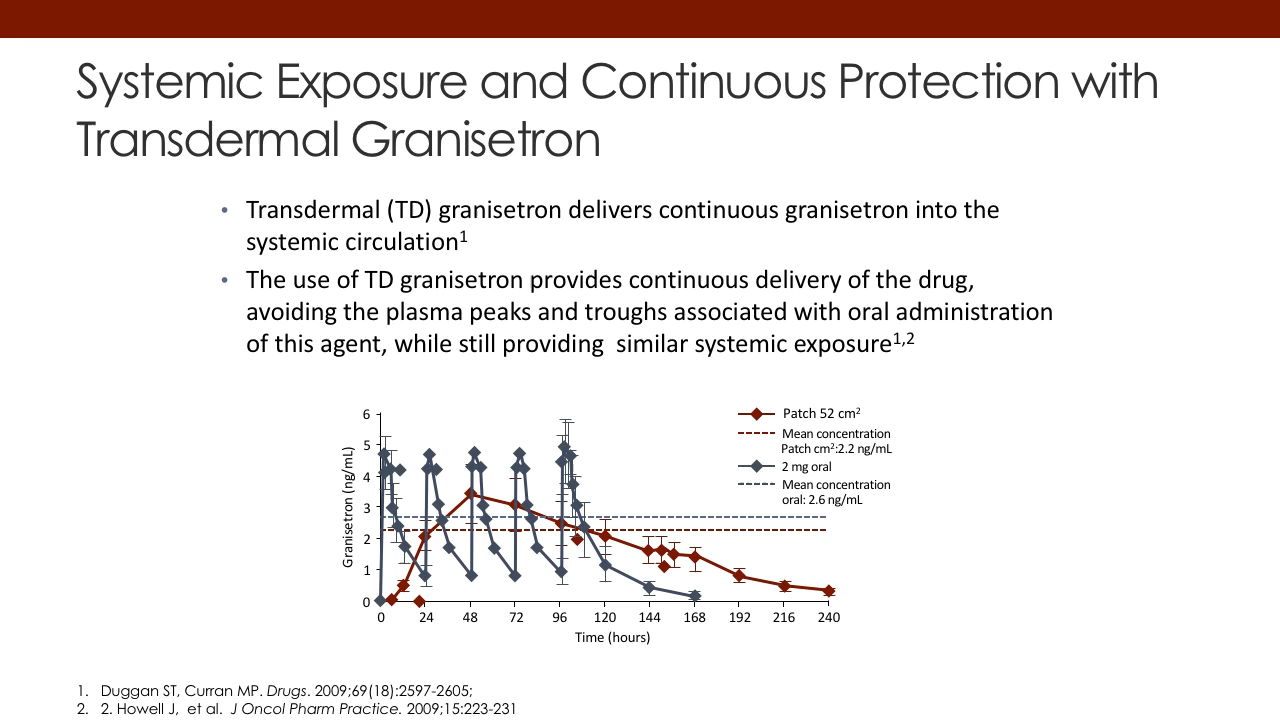 Systemic Exposure and Continuous Protection with
Transdermal Granisetron
• Transdermal (TD) granisetron delivers continuous granisetron into the
systemic circulation1
• The use of TD granisetron provides continuous delivery of the drug,
avoiding the plasma peaks and troughs associated with oral administration
of this agent, while still providing  similar systemic exposure1,2
Granisetron (ng/mL)
6
5
4
3
2
1
0
0 24 48 72 96 120 144 168 192 216 240
Time (hours)
Patch 52 cm2
Mean concentration
Patch cm2:2.2 ng/mL
2 mg oral
Mean concentration
oral: 2.6 ng/mL
1. Duggan ST, Curran MP. Drugs. 2009;69(18):2597-2605;
2. 2. Howell J,  et al.  J Oncol Pharm Practice. 2009;15:223-231